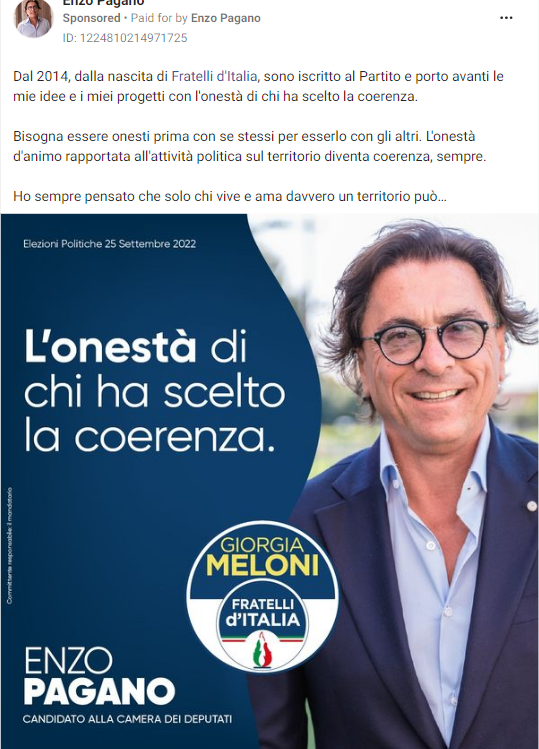 Enzo Pagano
Sponsored • Paid for by Enzo Pagano
ID: 1224810214971725
Dal 2014, dalla nascita di Fratelli d'Italia, sono iscritto al Partito e porto avanti le
mie idee e i miei progetti con l'onestà di chi ha scelto la coerenza.
Bisogna essere onesti prima con se stessi per esserlo con gli altri. L'onestà
d'animo rapportata all'attività politica sul territorio diventa coerenza, sempre.
Ho sempre pensato che solo chi vive e ama davvero un territorio può...
Elezioni Politiche 25 Settembre 2022
L'onestà di
chi ha scelto
la coerenza.
Committente responsabile: il mandatario
GIORGIA
MELONI
FRATELLI
d'ITALIA
ENZO
PAGANO
CANDIDATO ALLA CAMERA DEI DEPUTATI